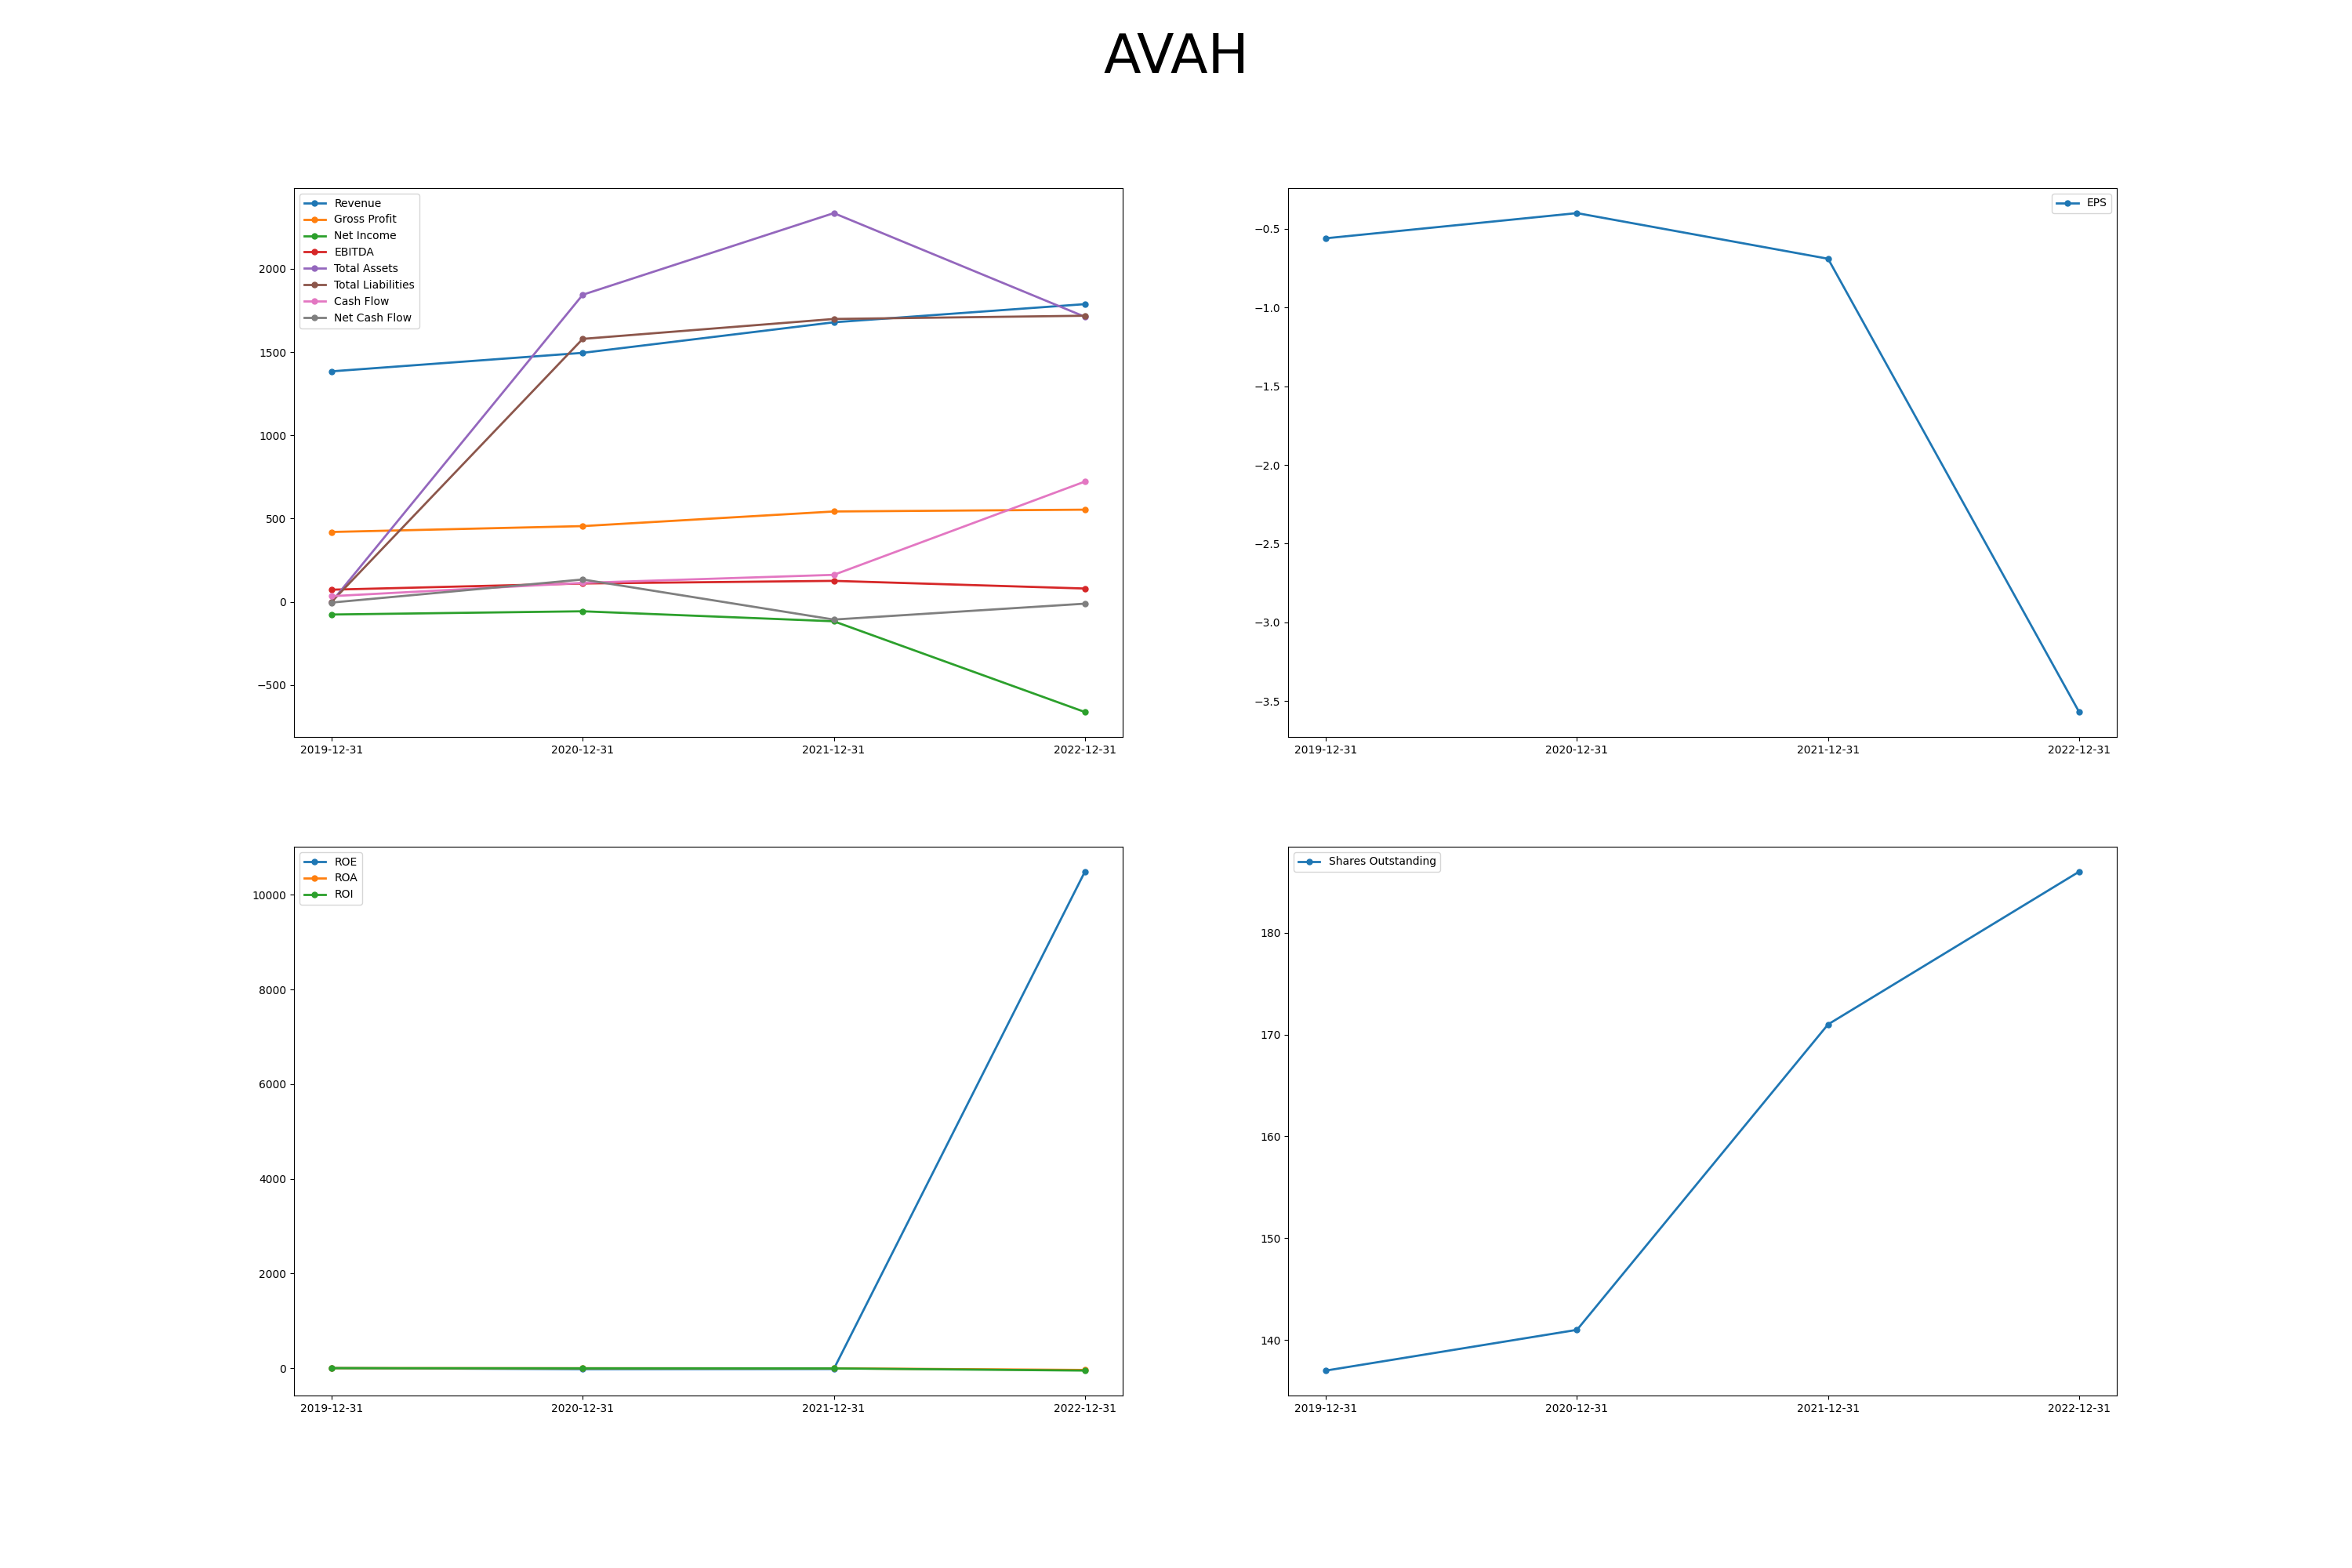 AVAH
Revenue
Gross Profit
Net Income
EBITDA
Total Assets
Total Liabilities
Cash Flow
Net Cash Flow
2000
1500
1000
500
0
−500
2019-12-31 2020-12-31 2021-12-31 2022-12-31
EPS
−0.5
−1.0
−1.5
−2.0
−2.5
−3.0
−3.5
2019-12-31 2020-12-31 2021-12-31 2022-12-31
ROE
ROA
ROI
10000
8000
6000
4000
2000
0
2019-12-31 2020-12-31 2021-12-31 2022-12-31
Shares Outstanding
180
170
160
150
140
2019-12-31 2020-12-31 2021-12-31 2022-12-31